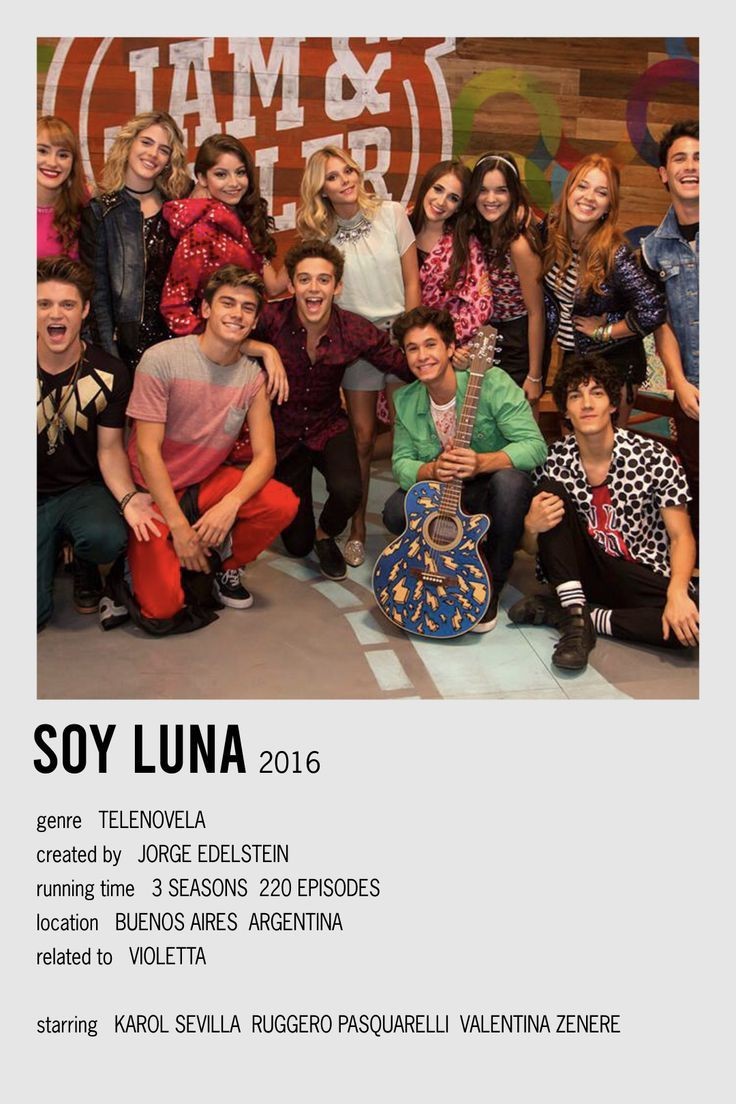 JAM &
SOY LUNA 2016
genre TELENOVELA
created by JORGE EDELSTEIN
running time 3 SEASONS 220 EPISODES
location BUENOS AIRES ARGENTINA
related to VIOLETTA
starring KAROL SEVILLA RUGGERO PASQUARELLI VALENTINA ZENERE